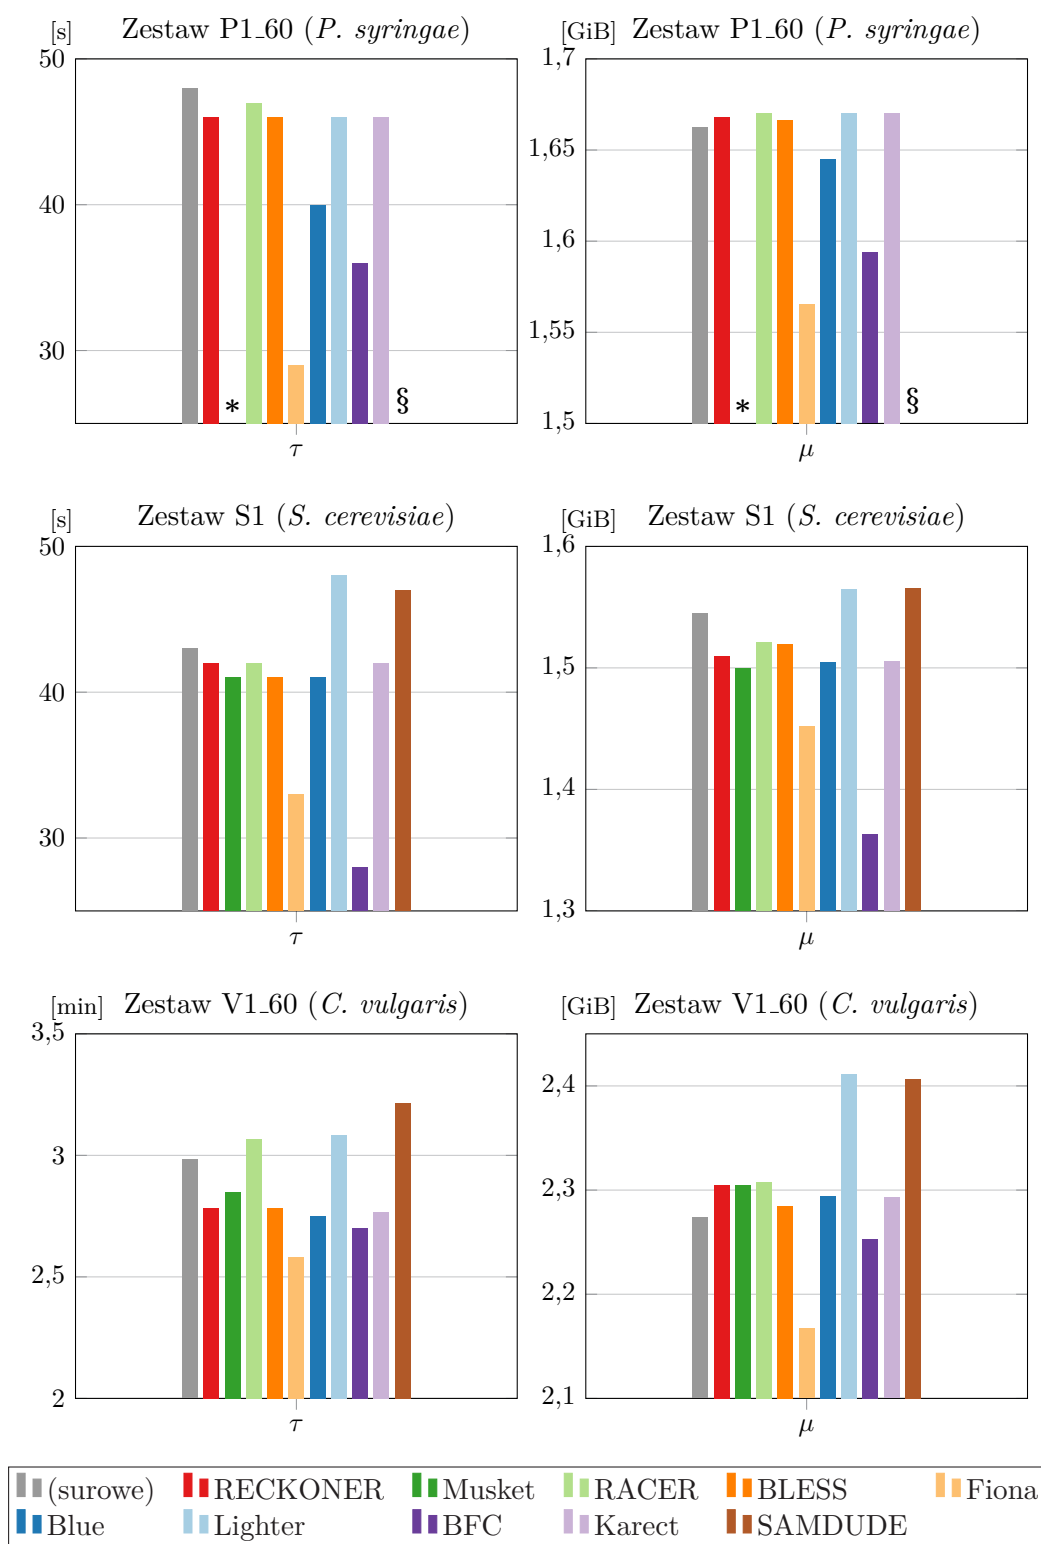 [s] Zestaw P1_60 (P. syringae)
50
40
30
*
§
τ
[GiB] Zestaw P1_60 (P. syringae)
1,7
1,65
1,6
1,55
1,5
*
§
μ
[s] Zestaw S1 (S. cerevisiae)
50
40
30
τ
[GiB] Zestaw S1 (S. cerevisiae)
1,6
1,5
1,4
1,3
μ
[min] Zestaw V1_60 (C. vulgaris)
3,5
3
2,5
2
τ
[GiB] Zestaw V1_60 (C. vulgaris)
2,4
2,3
2,2
2,1
μ
(surowe) RECKONER Musket RACER BLESS Fiona
Blue Lighter BFC Karect SAMDUDE